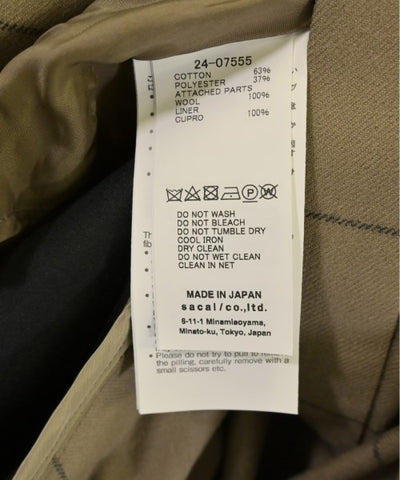 24-07555
COTTON 63%
POLYESTER 37%
ATTACHED PARTS
WOOL 100%
LINER
CUPRO 100%
DO NOT WASH
DO NOT BLEACH
DO NOT TUMBLE DRY
COOL IRON
DRY CLEAN
DO NOT WET CLEAN
CLEAN IN NET
MADE IN JAPAN
sacai/co.,ltd.
6-11-1 Minamiaoyama,
Minato-ku, Tokyo, Japan
Please do not try to pull to
the pilling, carefully remove with a
small scissors etc.